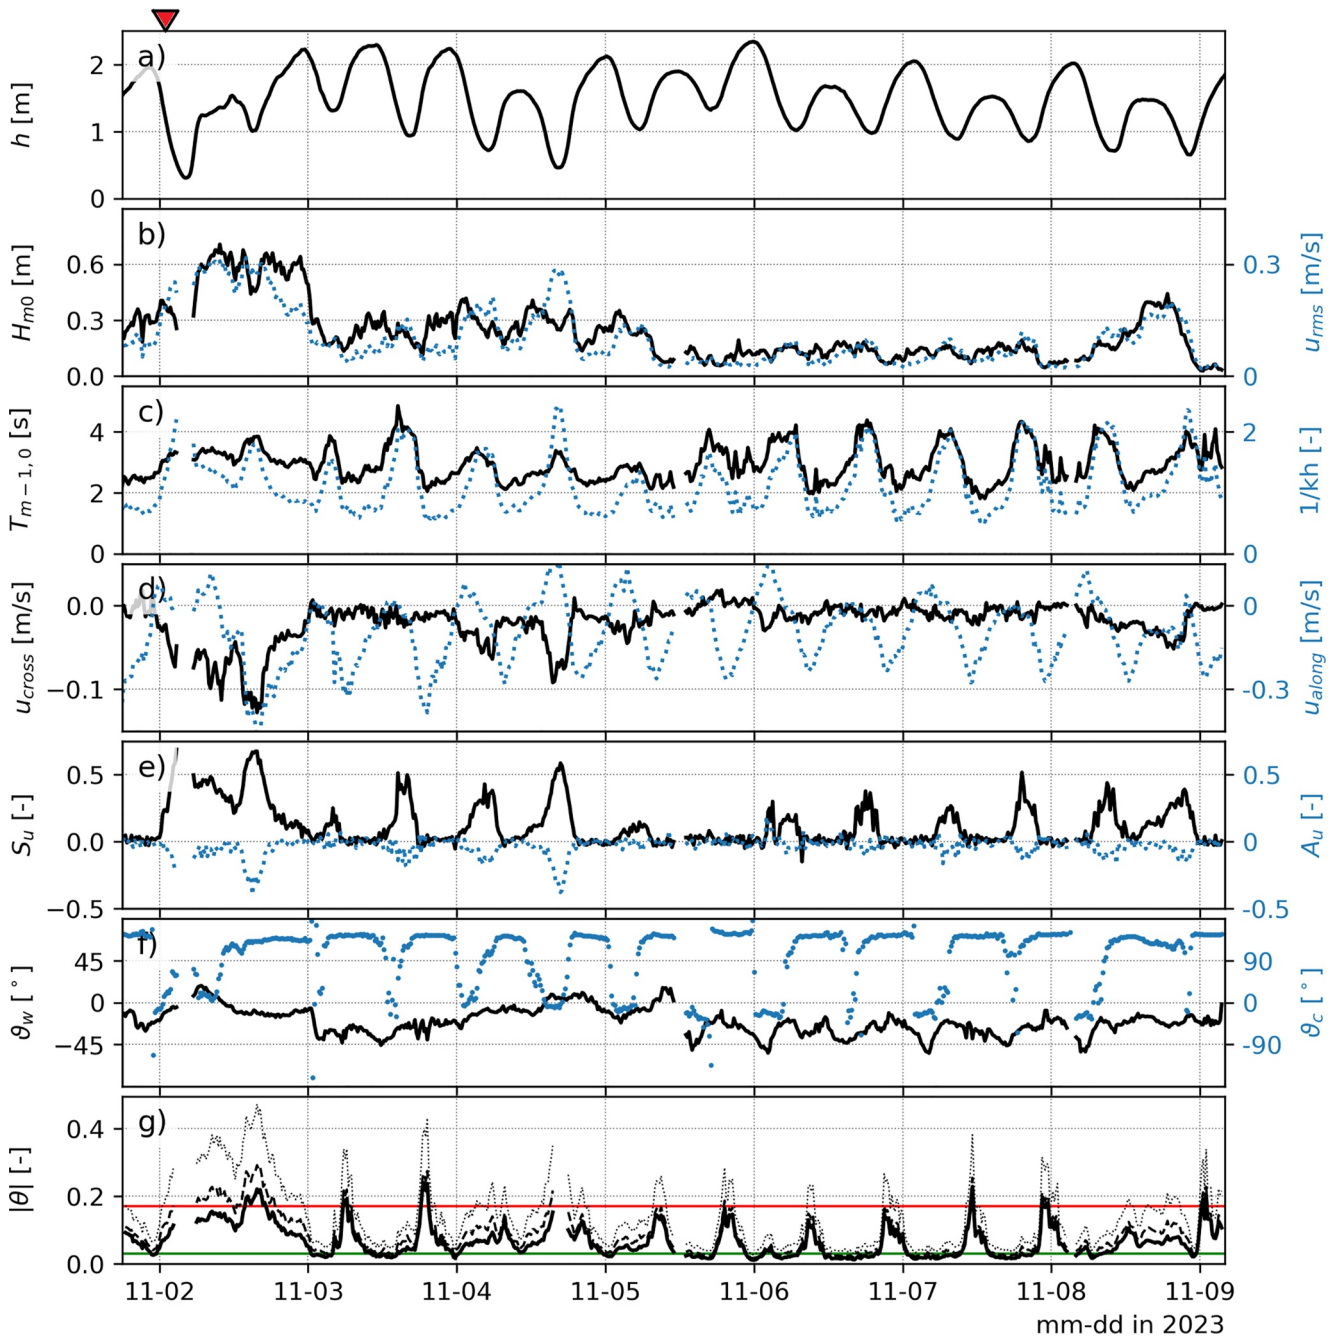 a)
h [m]
2
1
0
b)
H_m0 [m]
0.6
0.3
0.0
u_rms [m/s]
0.3
0
c)
T_m−1,0 [s]
4
2
0
1/kh [-]
2
0
d)
u_cross [m/s]
0.0
−0.1
u_along [m/s]
0
-0.3
e)
S_u [-]
0.5
0.0
−0.5
A_u [-]
0.5
0
-0.5
f)
ϑ_w [°]
45
0
−45
ϑ_c [°]
90
0
-90
g)
|θ| [-]
0.4
0.2
0.0
11-02 11-03 11-04 11-05 11-06 11-07 11-08 11-09
mm-dd in 2023